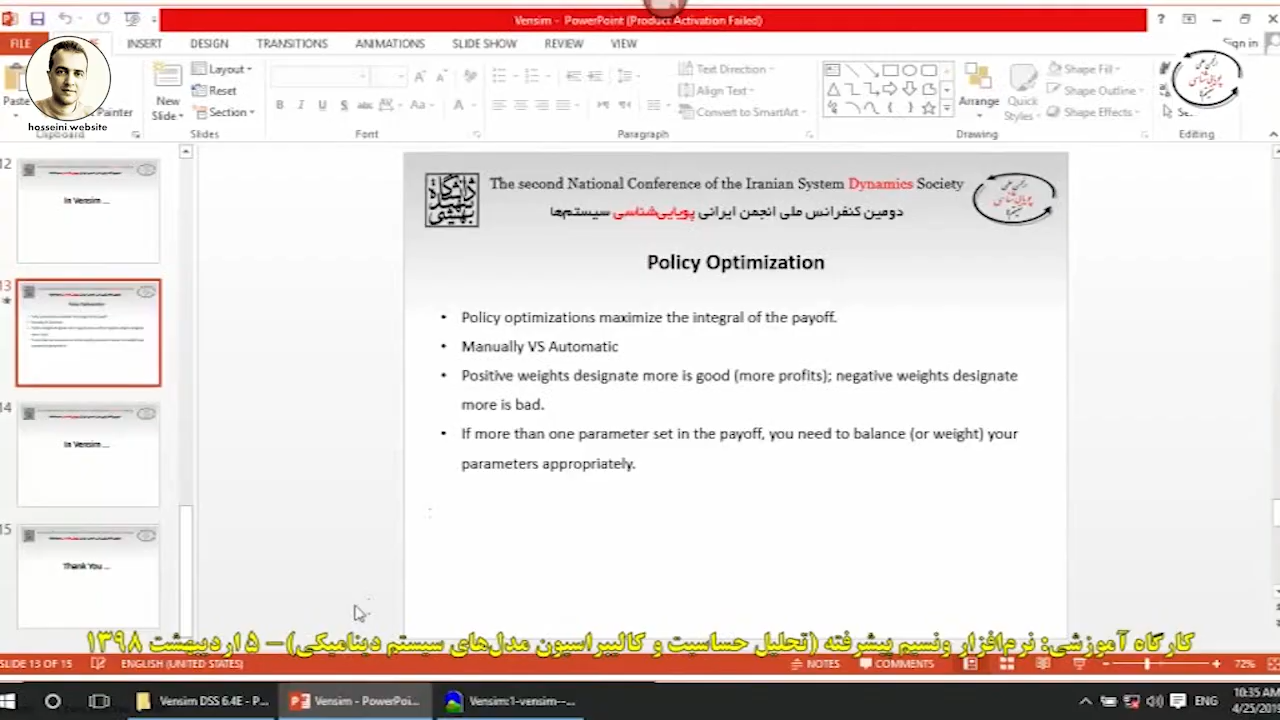 Vensim - PowerPoint (Product Activation Failed)
FILE
INSERT
DESIGN
TRANSITIONS
ANIMATIONS
SLIDE SHOW
REVIEW
VIEW
Sign in
hosseini.website
Paste
Painter
Clipboard
New Slide
Layout
Reset
Section
Slides
Font
Text Direction
Align Text
Convert to SmartArt
Paragraph
Arrange
Quick Styles
Shape Fill
Shape Outline
Shape Effects
Drawing
Editing
12
In Vensim ...
13
14
In Vensim ...
15
Thank You ...
The second National Conference of the Iranian System Dynamics Society
دومین کنفرانس ملی انجمن ایرانی پویایی‌شناسی سیستم‌ها
Policy Optimization
• Policy optimizations maximize the integral of the payoff.
• Manually VS Automatic
• Positive weights designate more is good (more profits); negative weights designate
more is bad.
• If more than one parameter set in the payoff, you need to balance (or weight) your
parameters appropriately.
کارگاه آموزشی: نرم‌افزار ونسیم پیشرفته (تحلیل حساسیت و کالیبراسیون مدل‌های سیستم دینامیکی) – ۵ اردیبهشت ۱۳۹۸
SLIDE 13 OF 15
ENGLISH (UNITED STATES)
NOTES
COMMENTS
72%
Vensim DSS 6.4E - P...
Vensim - PowerPoi...
Vensim:1-vensim--...
ENG
10:35 AM